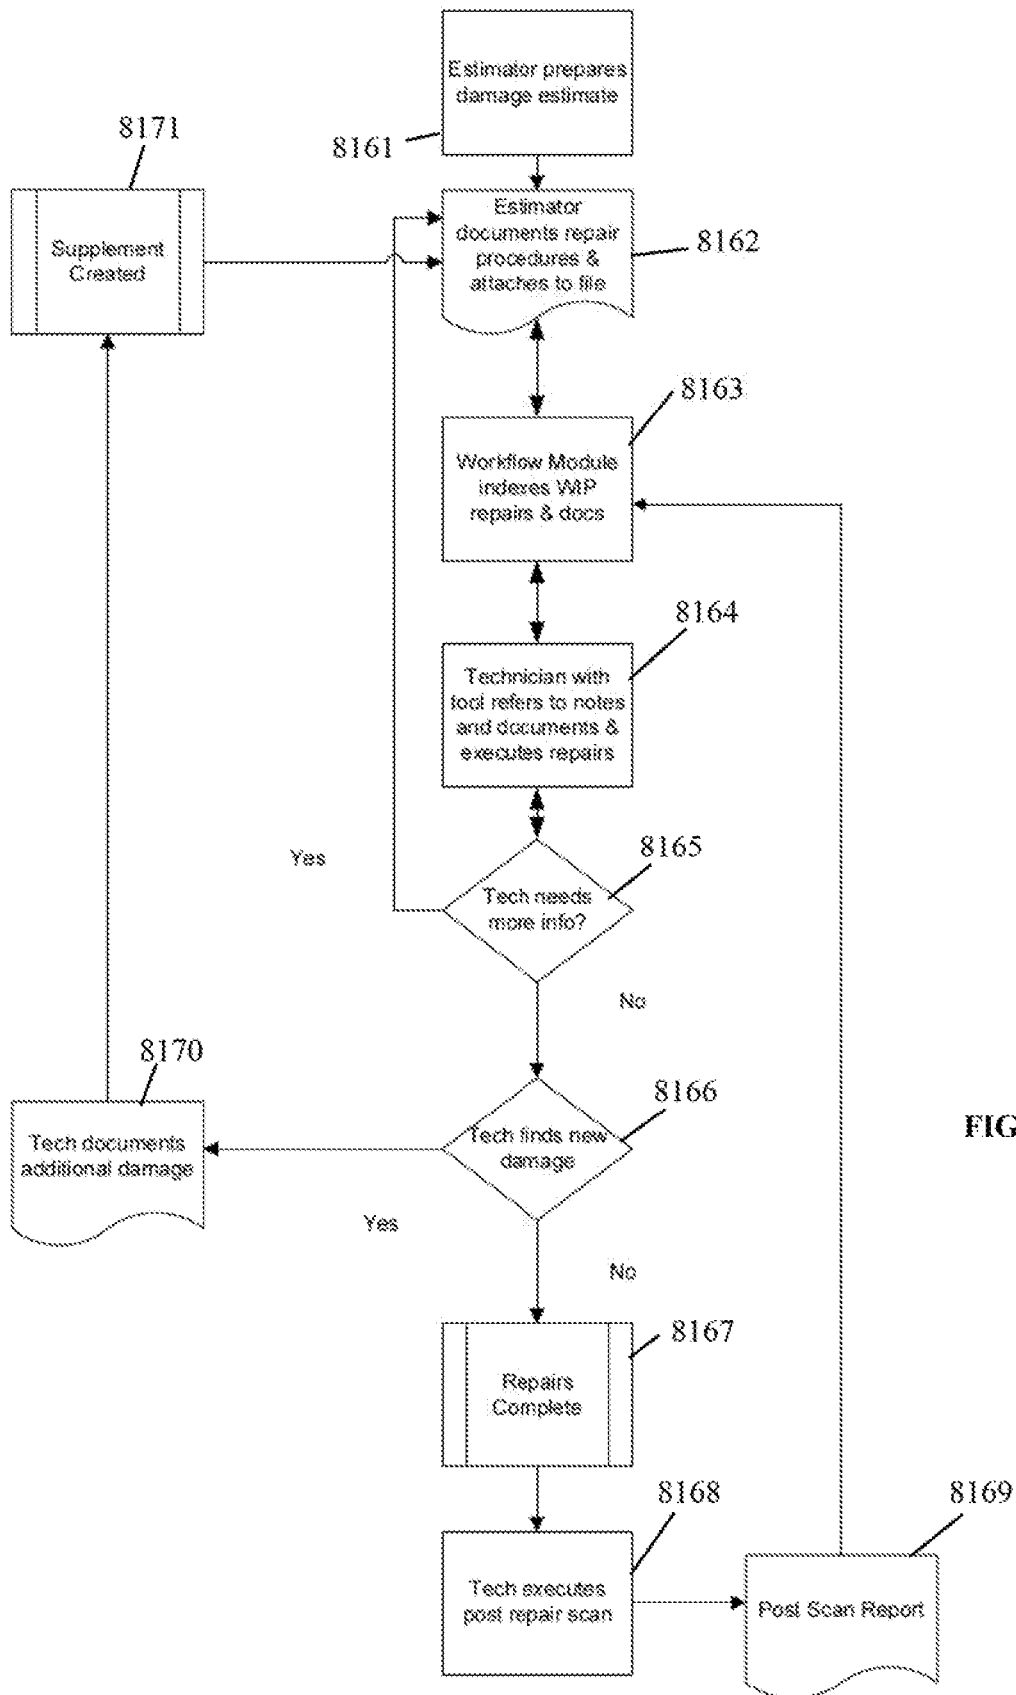 Estimator prepares
damage estimate
8161
8171
Supplement
Created
Estimator
documents repair
procedures &
attaches to file
8162
8163
Workflow Module
indexes WIP
repairs & docs
8164
Technician with
tool refers to notes
and documents &
executes repairs
Yes
8165
Tech needs
more info?
No
8170
Tech documents
additional damage
8166
Tech finds new
damage
FIG
Yes
No
8167
Repairs
Complete
8168
Tech executes
post repair scan
8169
Post Scan Report